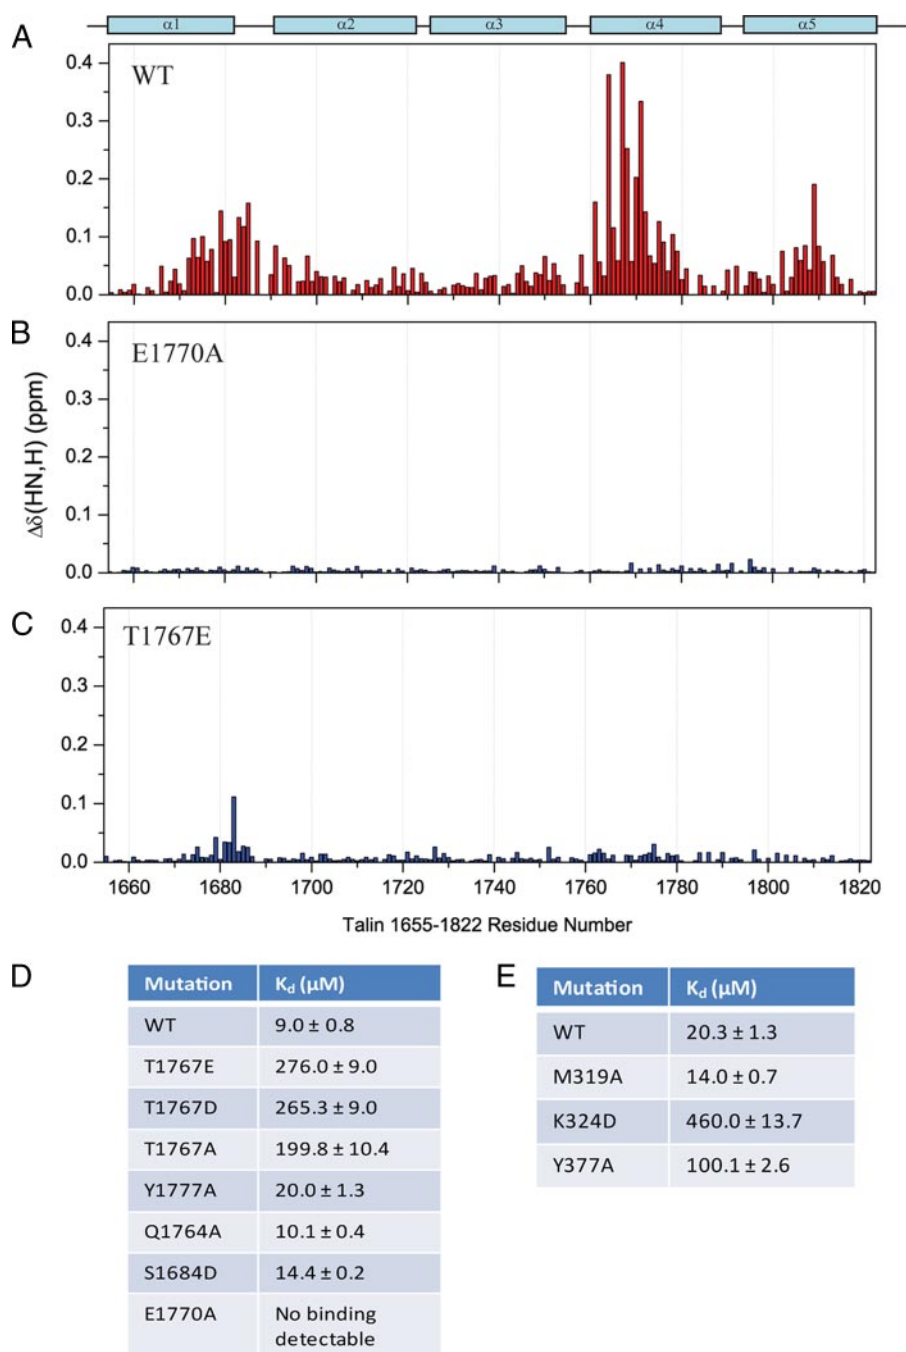 α1 α2 α3 α4 α5
A
WT
0.4
0.3
0.2
0.1
0.0
B
E1770A
0.4
0.3
0.2
0.1
0.0
Δδ(HN,H) (ppm)
C
T1767E
0.4
0.3
0.2
0.1
0.0
1660 1680 1700 1720 1740 1760 1780 1800 1820
Talin 1655-1822 Residue Number
D
Mutation Kd (μM)
WT 9.0 ± 0.8
T1767E 276.0 ± 9.0
T1767D 265.3 ± 9.0
T1767A 199.8 ± 10.4
Y1777A 20.0 ± 1.3
Q1764A 10.1 ± 0.4
S1684D 14.4 ± 0.2
E1770A No binding
detectable
E
Mutation Kd (μM)
WT 20.3 ± 1.3
M319A 14.0 ± 0.7
K324D 460.0 ± 13.7
Y377A 100.1 ± 2.6